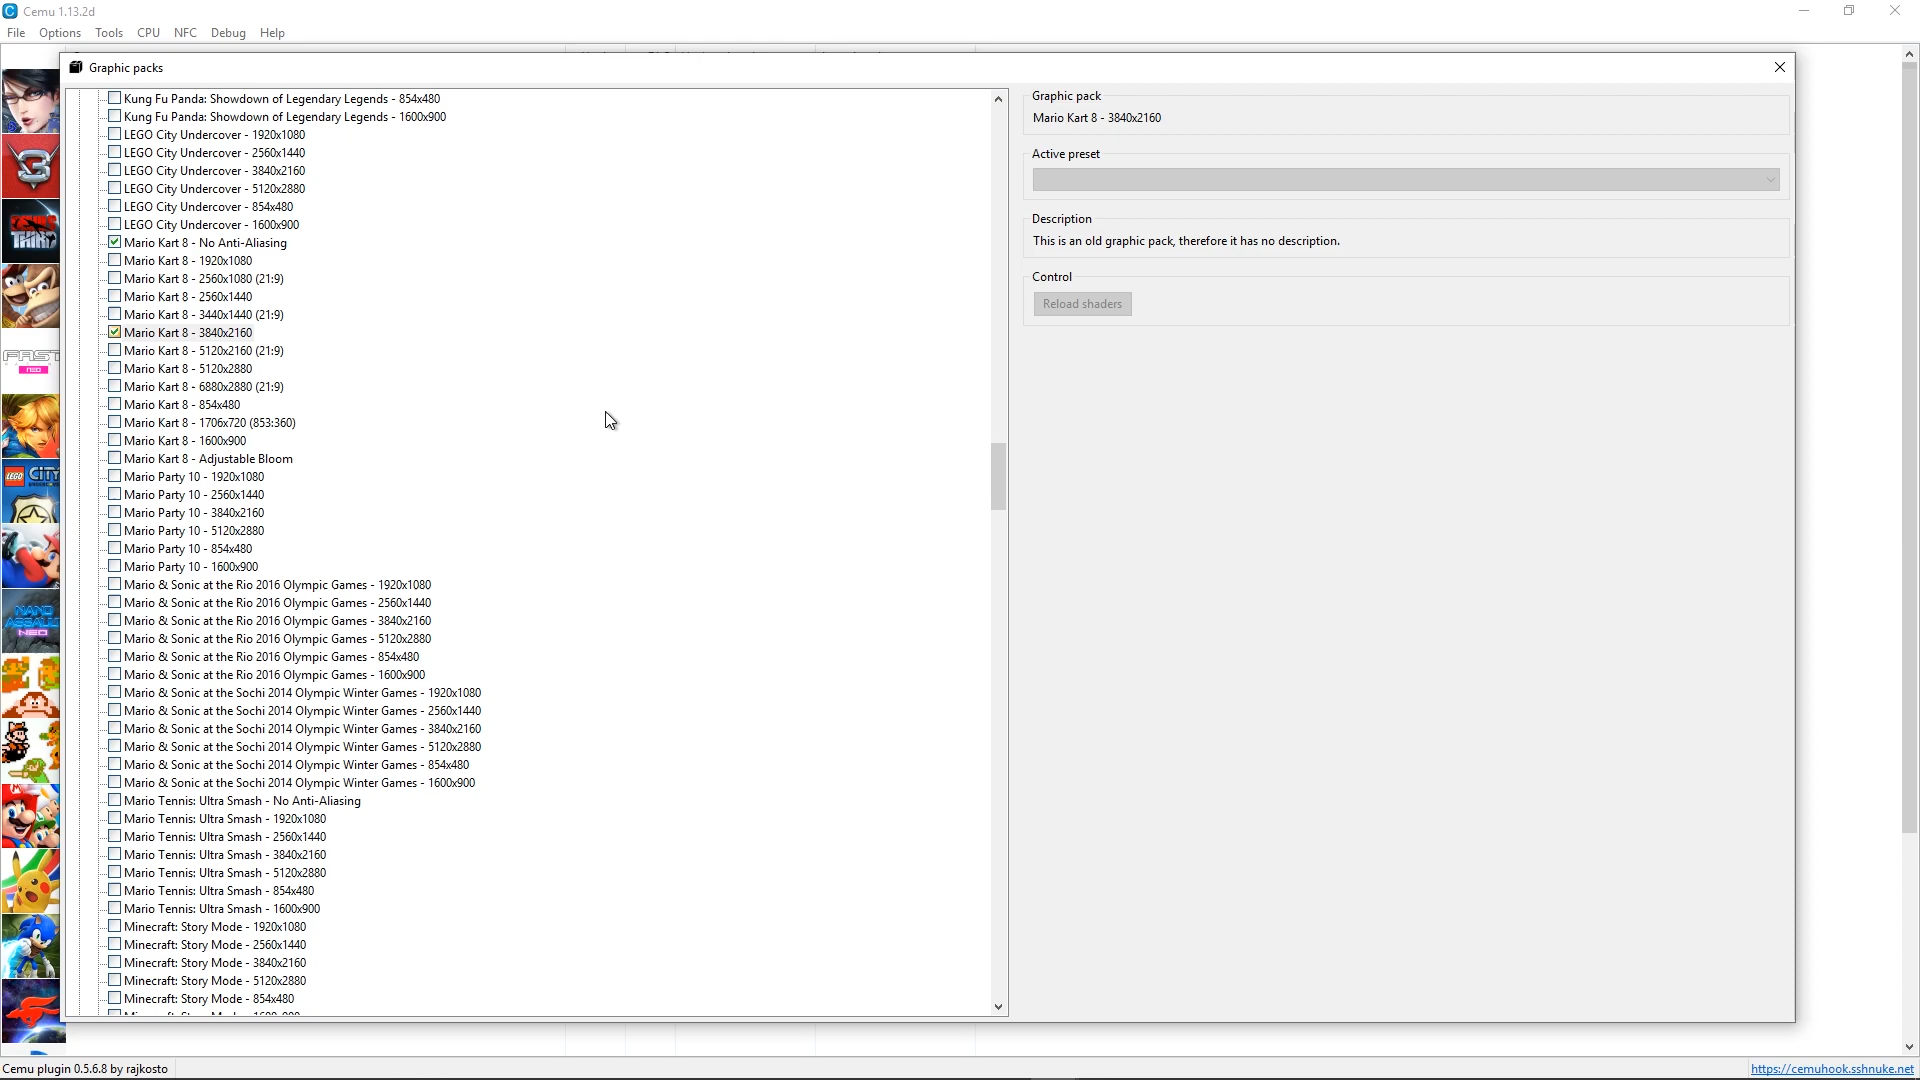 Cemu 1.13.2d
File Options Tools CPU NFC Debug Help
Graphic packs
Kung Fu Panda: Showdown of Legendary Legends - 854x480
Kung Fu Panda: Showdown of Legendary Legends - 1600x900
LEGO City Undercover - 1920x1080
LEGO City Undercover - 2560x1440
LEGO City Undercover - 3840x2160
LEGO City Undercover - 5120x2880
LEGO City Undercover - 854x480
LEGO City Undercover - 1600x900
Mario Kart 8 - No Anti-Aliasing
Mario Kart 8 - 1920x1080
Mario Kart 8 - 2560x1080 (21:9)
Mario Kart 8 - 2560x1440
Mario Kart 8 - 3440x1440 (21:9)
Mario Kart 8 - 3840x2160
Mario Kart 8 - 5120x2160 (21:9)
Mario Kart 8 - 5120x2880
Mario Kart 8 - 6880x2880 (21:9)
Mario Kart 8 - 854x480
Mario Kart 8 - 1706x720 (853:360)
Mario Kart 8 - 1600x900
Mario Kart 8 - Adjustable Bloom
Mario Party 10 - 1920x1080
Mario Party 10 - 2560x1440
Mario Party 10 - 3840x2160
Mario Party 10 - 5120x2880
Mario Party 10 - 854x480
Mario Party 10 - 1600x900
Mario & Sonic at the Rio 2016 Olympic Games - 1920x1080
Mario & Sonic at the Rio 2016 Olympic Games - 2560x1440
Mario & Sonic at the Rio 2016 Olympic Games - 3840x2160
Mario & Sonic at the Rio 2016 Olympic Games - 5120x2880
Mario & Sonic at the Rio 2016 Olympic Games - 854x480
Mario & Sonic at the Rio 2016 Olympic Games - 1600x900
Mario & Sonic at the Sochi 2014 Olympic Winter Games - 1920x1080
Mario & Sonic at the Sochi 2014 Olympic Winter Games - 2560x1440
Mario & Sonic at the Sochi 2014 Olympic Winter Games - 3840x2160
Mario & Sonic at the Sochi 2014 Olympic Winter Games - 5120x2880
Mario & Sonic at the Sochi 2014 Olympic Winter Games - 854x480
Mario & Sonic at the Sochi 2014 Olympic Winter Games - 1600x900
Mario Tennis: Ultra Smash - No Anti-Aliasing
Mario Tennis: Ultra Smash - 1920x1080
Mario Tennis: Ultra Smash - 2560x1440
Mario Tennis: Ultra Smash - 3840x2160
Mario Tennis: Ultra Smash - 5120x2880
Mario Tennis: Ultra Smash - 854x480
Mario Tennis: Ultra Smash - 1600x900
Minecraft: Story Mode - 1920x1080
Minecraft: Story Mode - 2560x1440
Minecraft: Story Mode - 3840x2160
Minecraft: Story Mode - 5120x2880
Minecraft: Story Mode - 854x480
Graphic pack
Mario Kart 8 - 3840x2160
Active preset
Description
This is an old graphic pack, therefore it has no description.
Control
Reload shaders
3
FAST
NEO
LEGO CITY
NANO
ASSAULT
NEO
Cemu plugin 0.5.6.8 by rajkosto
https://cemuhook.sshnuke.net